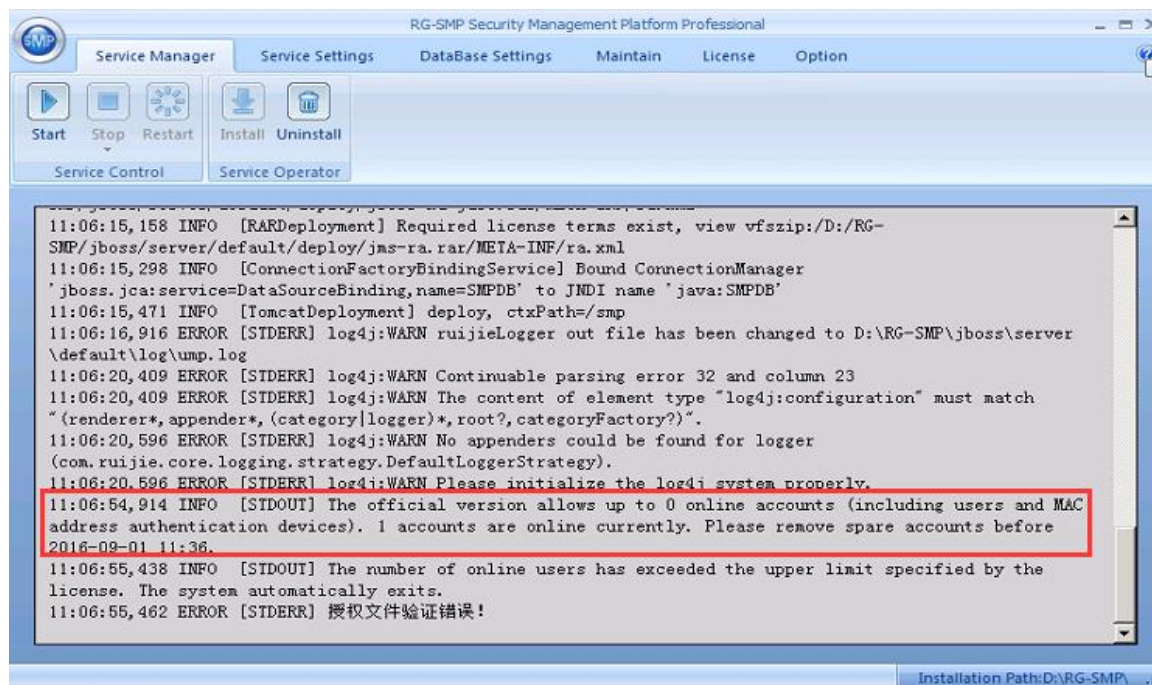 RG-SMP Security Management Platform Professional
SMP
Service Manager Service Settings DataBase Settings Maintain License Option
Start Stop Restart Install Uninstall
Service Control Service Operator
11:06:15,158 INFO [RARDeployment] Required license terms exist, view vfszip:/D:/RG-
SMP/jboss/server/default/deploy/jms-ra.rar/META-INF/ra.xml
11:06:15,298 INFO [ConnectionFactoryBindingService] Bound ConnectionManager
'jboss.jca:service=DataSourceBinding,name=SMPDB' to JNDI name 'java:SMPDB'
11:06:15,471 INFO [TomcatDeployment] deploy, ctxPath=/smp
11:06:16,916 ERROR [STDERR] log4j:WARN ruijieLogger out file has been changed to D:\RG-SMP\jboss\server
\default\log\ump.log
11:06:20,409 ERROR [STDERR] log4j:WARN Continuable parsing error 32 and column 23
11:06:20,409 ERROR [STDERR] log4j:WARN The content of element type "log4j:configuration" must match
"(renderer*,appender*,(category|logger)*,root?,categoryFactory?)".
11:06:20,596 ERROR [STDERR] log4j:WARN No appenders could be found for logger
(com.ruijie.core.logging.strategy.DefaultLoggerStrategy).
11:06:20,596 ERROR [STDERR] log4j:WARN Please initialize the log4j system properly.
11:06:54,914 INFO [STDOUT] The official version allows up to 0 online accounts (including users and MAC
address authentication devices). 1 accounts are online currently. Please remove spare accounts before
2016-09-01 11:36.
11:06:55,438 INFO [STDOUT] The number of online users has exceeded the upper limit specified by the
license. The system automatically exits.
11:06:55,462 ERROR [STDERR] 授权文件验证错误!
Installation Path:D:\RG-SMP\